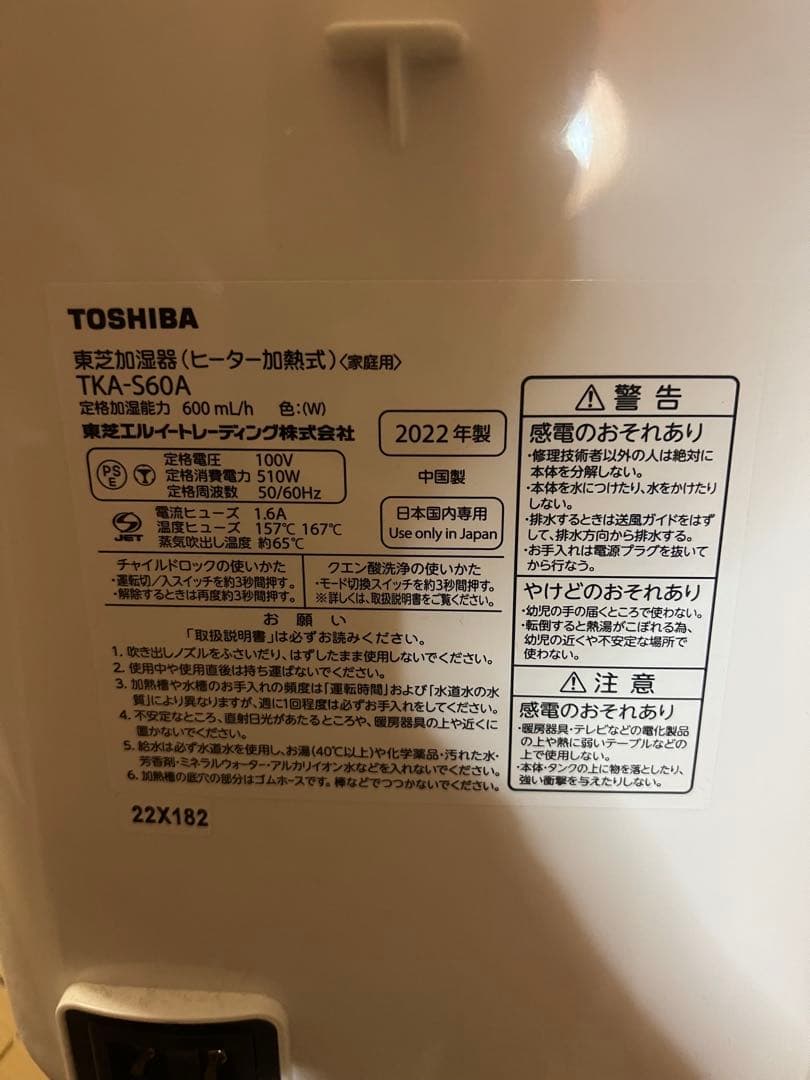 TOSHIBA
東芝加湿器(ヒーター加熱式)〈家庭用〉
TKA-S60A
定格加湿能力 600 mL/h 色:(W)
東芝エルイートレーディング株式会社
2022年製
PS
E
T
定格電圧 100V
定格消費電力 510W
定格周波数 50/60Hz
中国製
JET
電流ヒューズ 1.6A
温度ヒューズ 157℃ 167℃
蒸気吹出し温度 約65℃
日本国内専用
Use only in Japan
チャイルドロックの使いかた
・運転切/入スイッチを約3秒間押す。
・解除するときは再度約3秒間押す。
クエン酸洗浄の使いかた
・モード切換スイッチを約3秒間押す。
※詳しくは、取扱説明書をご覧ください。
お願い
「取扱説明書」は必ずお読みください。
1. 吹き出しノズルをふさいだり、はずしたまま使用しないでください。
2. 使用中や使用直後は持ち運ばないでください。
3. 加熱槽や水槽のお手入れの頻度は「運転時間」および「水道水の水
質」により異なりますが、週に1回程度は必ずお手入れをしてください。
4. 不安定なところ、直射日光があたるところや、暖房器具の上や近くに
置かないでください。
5. 給水は必ず水道水を使用し、お湯(40℃以上)や化学薬品・汚れた水・
芳香剤・ミネラルウォーター・アルカリイオン水などを入れないでください。
6. 加熱槽の底穴の部分はゴムホースです。棒などでつつかないでください。
警告
感電のおそれあり
・修理技術者以外の人は絶対に
本体を分解しない。
・本体を水につけたり、水をかけたり
しない。
・排水するときは送風ガイドをはず
して、排水方向から排水する。
・お手入れは電源プラグを抜いて
から行なう。
やけどのおそれあり
・幼児の手の届くところで使わない。
・転倒すると熱湯がこぼれる為、
幼児の近くや不安定な場所で
使わない。
注意
感電のおそれあり
・暖房器具・テレビなどの電化製品
の上や熱に弱いテーブルなどの
上で使用しない。
・本体・タンクの上に物を落としたり、
強い衝撃を与えたりしない。
22X182